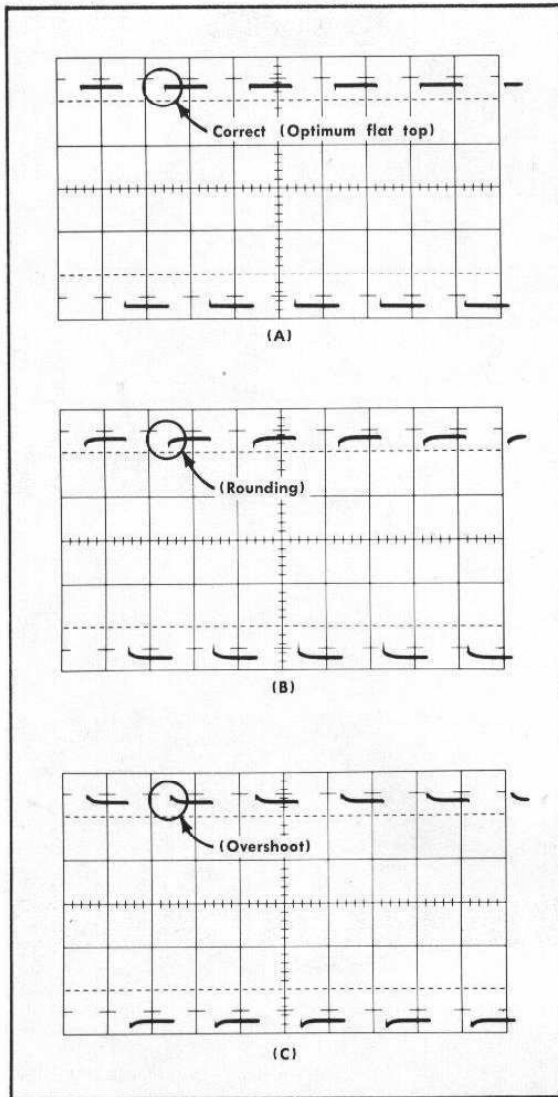 Correct (Optimum flat top)
(A)
(Rounding)
(B)
(Overshoot)
(C)